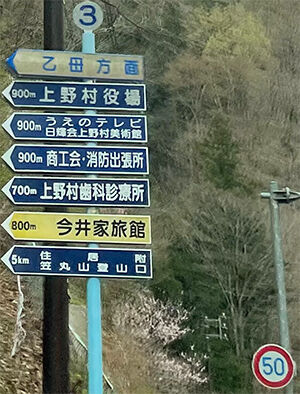 3
乙母方面
900m 上野村役場
900m うえのテレビ
日輝会上野村美術館
900m 商工会・消防出張所
700m 上野村歯科診療所
800m 今井家旅館
5km 住居附
笠丸山登山口
50